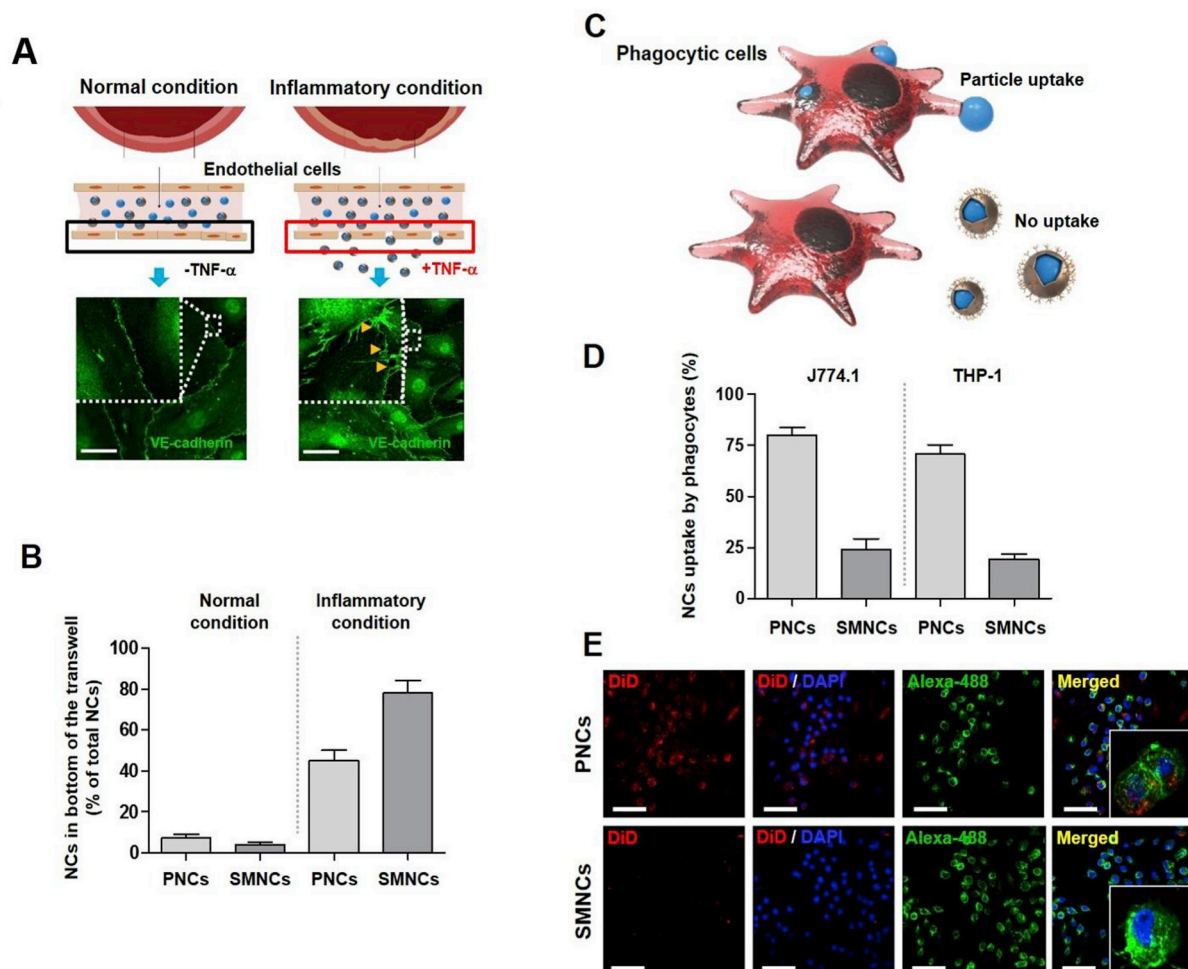 A
Normal condition
Inflammatory condition
Endothelial cells
-TNF-α
+TNF-α
VE-cadherin
VE-cadherin
B
NCs in bottom of the transwell
(% of total NCs)
Normal
condition
Inflammatory
condition
100
80
60
40
20
0
PNCs
SMNCs
PNCs
SMNCs
C
Phagocytic cells
Particle uptake
No uptake
D
NCs uptake by phagocytes (%)
J774.1
THP-1
100
75
50
25
0
PNCs
SMNCs
PNCs
SMNCs
E
PNCs
DiD
DiD / DAPI
Alexa-488
Merged
SMNCs
DiD
DiD / DAPI
Alexa-488
Merged